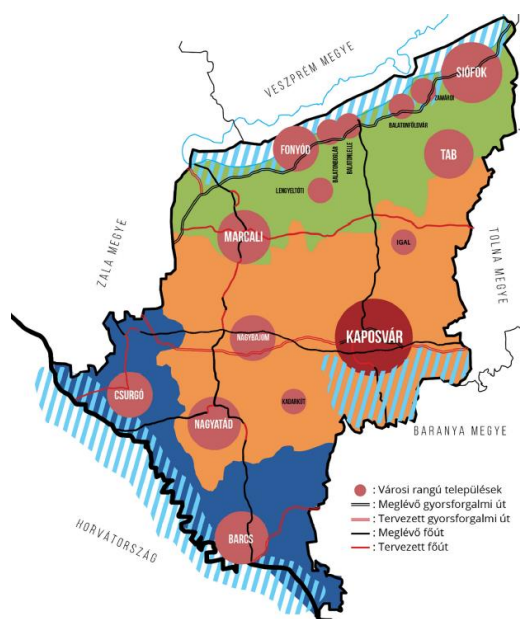 VESZPRÉM MEGYE
SIÓFOK
ZAMÁRDI
BALATONFÖLDVÁR
FONYÓD
BALATONBOGLÁR
BALATONLELLE
TAB
LENGYELTÓTI
MARCALI
IGAL
ZALA MEGYE
TOLNA MEGYE
KAPOSVÁR
NAGYBAJOM
CSURGÓ
KADARKÚT
NAGYATÁD
BARANYA MEGYE
BARCS
HORVÁTORSZÁG
: Városi rangú települések
: Meglévő gyorsforgalmi út
: Tervezett gyorsforgalmi út
: Meglévő főút
: Tervezett főút